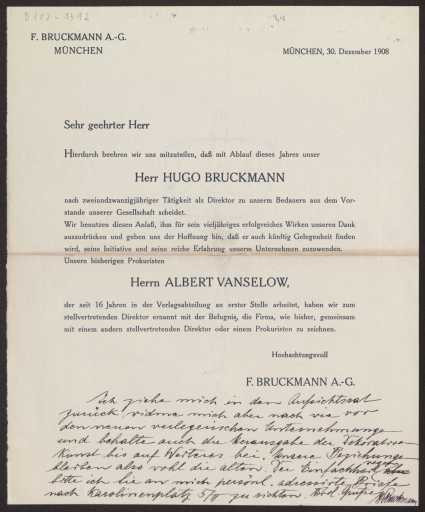 F. BRUCKMANN A.-G.
MÜNCHEN
MÜNCHEN, 30. Dezember 1908
Sehr geehrter Herr
Hierdurch beehren wir uns mitzuteilen, daß mit Ablauf dieses Jahres unser
Herr HUGO BRUCKMANN
nach zweiundzwanzigjähriger Tätigkeit als Direktor zu unserem Bedauern aus dem Vor-
stande unserer Gesellschaft scheidet.
Wir benutzen diesen Anlaß, ihm für sein vieljähriges erfolgreiches Wirken unseren Dank
auszudrücken und geben uns der Hoffnung hin, daß er auch künftig Gelegenheit finden
wird, seine Initiative und seine reiche Erfahrung unserm Unternehmen zuzuwenden.
Unsern bisherigen Prokuristen
Herrn ALBERT VANSELOW,
der seit 16 Jahren in der Verlagsabteilung an erster Stelle arbeitet, haben wir zum
stellvertretenden Direktor ernannt mit der Befugnis, die Firma, wie bisher, gemeinsam
mit einem andern stellvertretenden Direktor oder einem Prokuristen zu zeichnen.
Hochachtungsvoll
F. BRUCKMANN A.-G.
Ich ziehe mich in den Aufsichtsrat
zurück, widme mich aber nach wie vor
den neuen verlegerischen Unternehmungen
und behalte auch die Herausgabe der Dekorativen
Kunst bis auf Weiteres bei. Unsere Beziehungen
bleiben also wohl die alten. Der Einfachheit wegen
bitte ich Sie an mich persönl. adressirte Briefe
nach Karolinenplatz 5/0 zu richten.